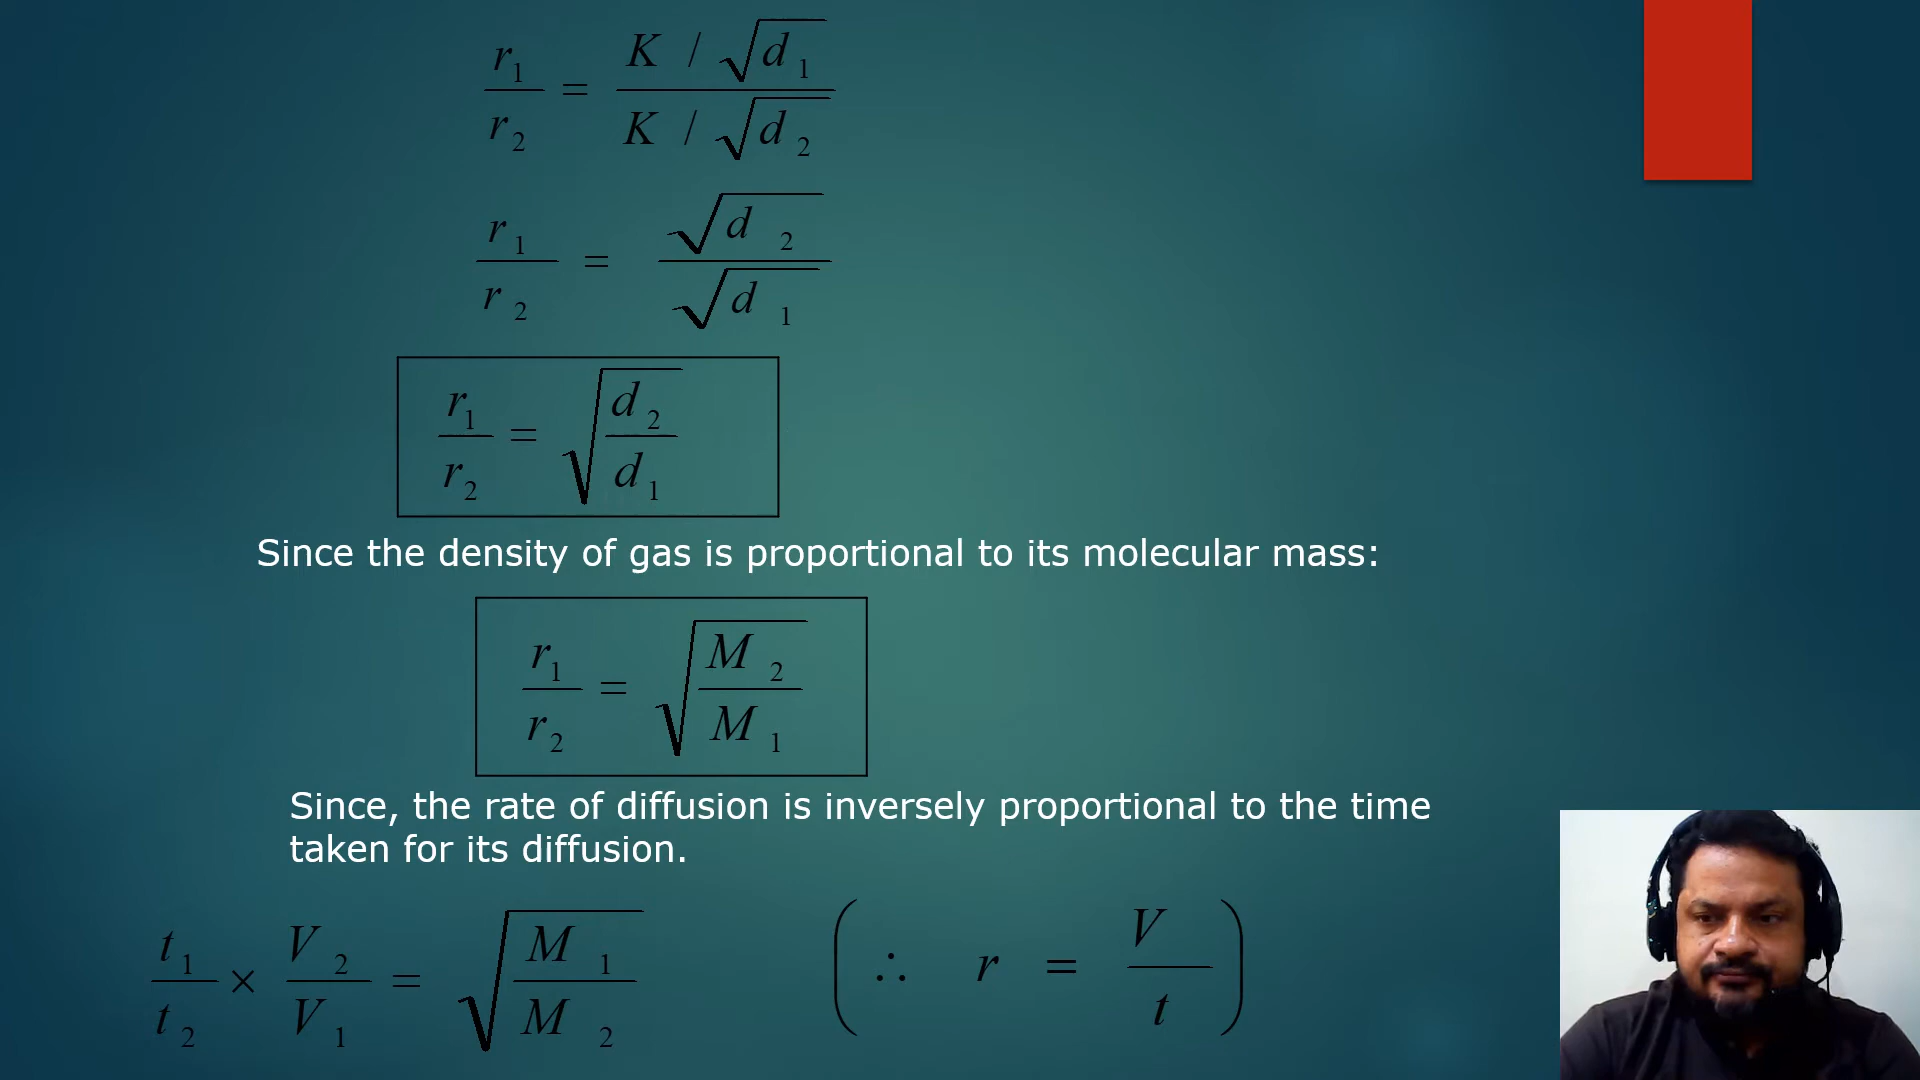 r₁/r₂ = (K / √d₁)/(K / √d₂)
r₁/r₂ = √d₂/√d₁
r₁/r₂ = √(d₂/d₁)
Since the density of gas is proportional to its molecular mass:
r₁/r₂ = √(M₂/M₁)
Since, the rate of diffusion is inversely proportional to the time
taken for its diffusion.
t₁/t₂ × V₂/V₁ = √(M₁/M₂) (∴ r = V/t)